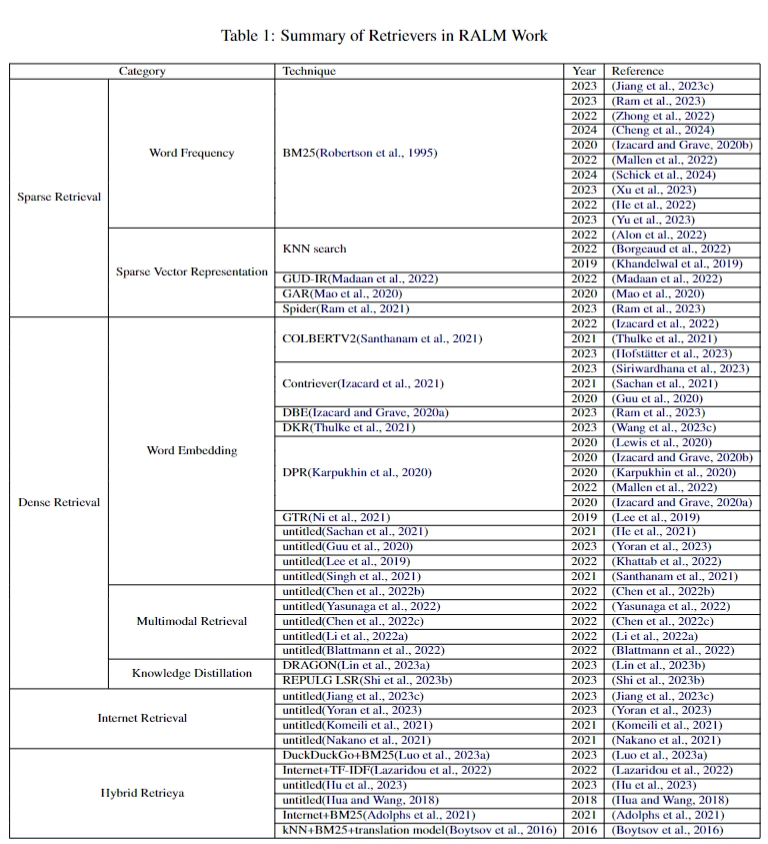 Table 1: Summary of Retrievers in RALM Work
Category Technique Year Reference
Sparse Retrieval
Word Frequency
BM25(Robertson et al., 1995)
2023 (Jiang et al., 2023c)
2023 (Ram et al., 2023)
2022 (Zhong et al., 2022)
2024 (Cheng et al., 2024)
2020 (Izacard and Grave, 2020b)
2022 (Mallen et al., 2022)
2024 (Schick et al., 2024)
2023 (Xu et al., 2023)
2022 (He et al., 2022)
2023 (Yu et al., 2023)
Sparse Vector Representation
KNN search
2022 (Alon et al., 2022)
2022 (Borgeaud et al., 2022)
2019 (Khandelwal et al., 2019)
GUD-IR(Madaan et al., 2022) 2022 (Madaan et al., 2022)
GAR(Mao et al., 2020) 2020 (Mao et al., 2020)
Spider(Ram et al., 2021) 2023 (Ram et al., 2023)
Dense Retrieval
Word Embedding
COLBERTV2(Santhanam et al., 2021)
2022 (Izacard et al., 2022)
2021 (Thulke et al., 2021)
2023 (Hofstätter et al., 2023)
Contriever(Izacard et al., 2021)
2023 (Siriwardhana et al., 2023)
2021 (Sachan et al., 2021)
2020 (Guu et al., 2020)
DBE(Izacard and Grave, 2020a) 2023 (Ram et al., 2023)
DKR(Thulke et al., 2021) 2023 (Wang et al., 2023c)
DPR(Karpukhin et al., 2020)
2020 (Lewis et al., 2020)
2020 (Izacard and Grave, 2020b)
2020 (Karpukhin et al., 2020)
2022 (Mallen et al., 2022)
2020 (Izacard and Grave, 2020a)
GTR(Ni et al., 2021) 2019 (Lee et al., 2019)
untitled(Sachan et al., 2021) 2021 (He et al., 2021)
untitled(Guu et al., 2020) 2023 (Yoran et al., 2023)
untitled(Lee et al., 2019) 2022 (Khattab et al., 2022)
untitled(Singh et al., 2021) 2021 (Santhanam et al., 2021)
Multimodal Retrieval
untitled(Chen et al., 2022b) 2022 (Chen et al., 2022b)
untitled(Yasunaga et al., 2022) 2022 (Yasunaga et al., 2022)
untitled(Chen et al., 2022c) 2022 (Chen et al., 2022c)
untitled(Li et al., 2022a) 2022 (Li et al., 2022a)
untitled(Blattmann et al., 2022) 2022 (Blattmann et al., 2022)
Knowledge Distillation
DRAGON(Lin et al., 2023a) 2023 (Lin et al., 2023b)
REPULG LSR(Shi et al., 2023b) 2023 (Shi et al., 2023b)
Internet Retrieval
untitled(Jiang et al., 2023c) 2023 (Jiang et al., 2023c)
untitled(Yoran et al., 2023) 2023 (Yoran et al., 2023)
untitled(Komeili et al., 2021) 2021 (Komeili et al., 2021)
untitled(Nakano et al., 2021) 2021 (Nakano et al., 2021)
Hybrid Retrieya
DuckDuckGo+BM25(Luo et al., 2023a) 2023 (Luo et al., 2023a)
Internet+TF-IDF(Lazaridou et al., 2022) 2022 (Lazaridou et al., 2022)
untitled(Hu et al., 2023) 2023 (Hu et al., 2023)
untitled(Hua and Wang, 2018) 2018 (Hua and Wang, 2018)
Internet+BM25(Adolphs et al., 2021) 2021 (Adolphs et al., 2021)
kNN+BM25+translation model(Boytsov et al., 2016) 2016 (Boytsov et al., 2016)